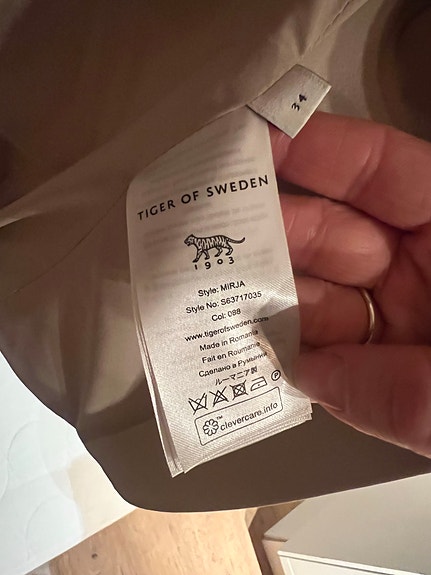 34
TIGER OF SWEDEN
1903
Style: MIRJA
Style No: S63717035
Col: 098
www.tigerofsweden.com
Made in Romania
Fait en Roumanie
Сделано в Румынии
ルーマニア製
P
™
clevercare.info